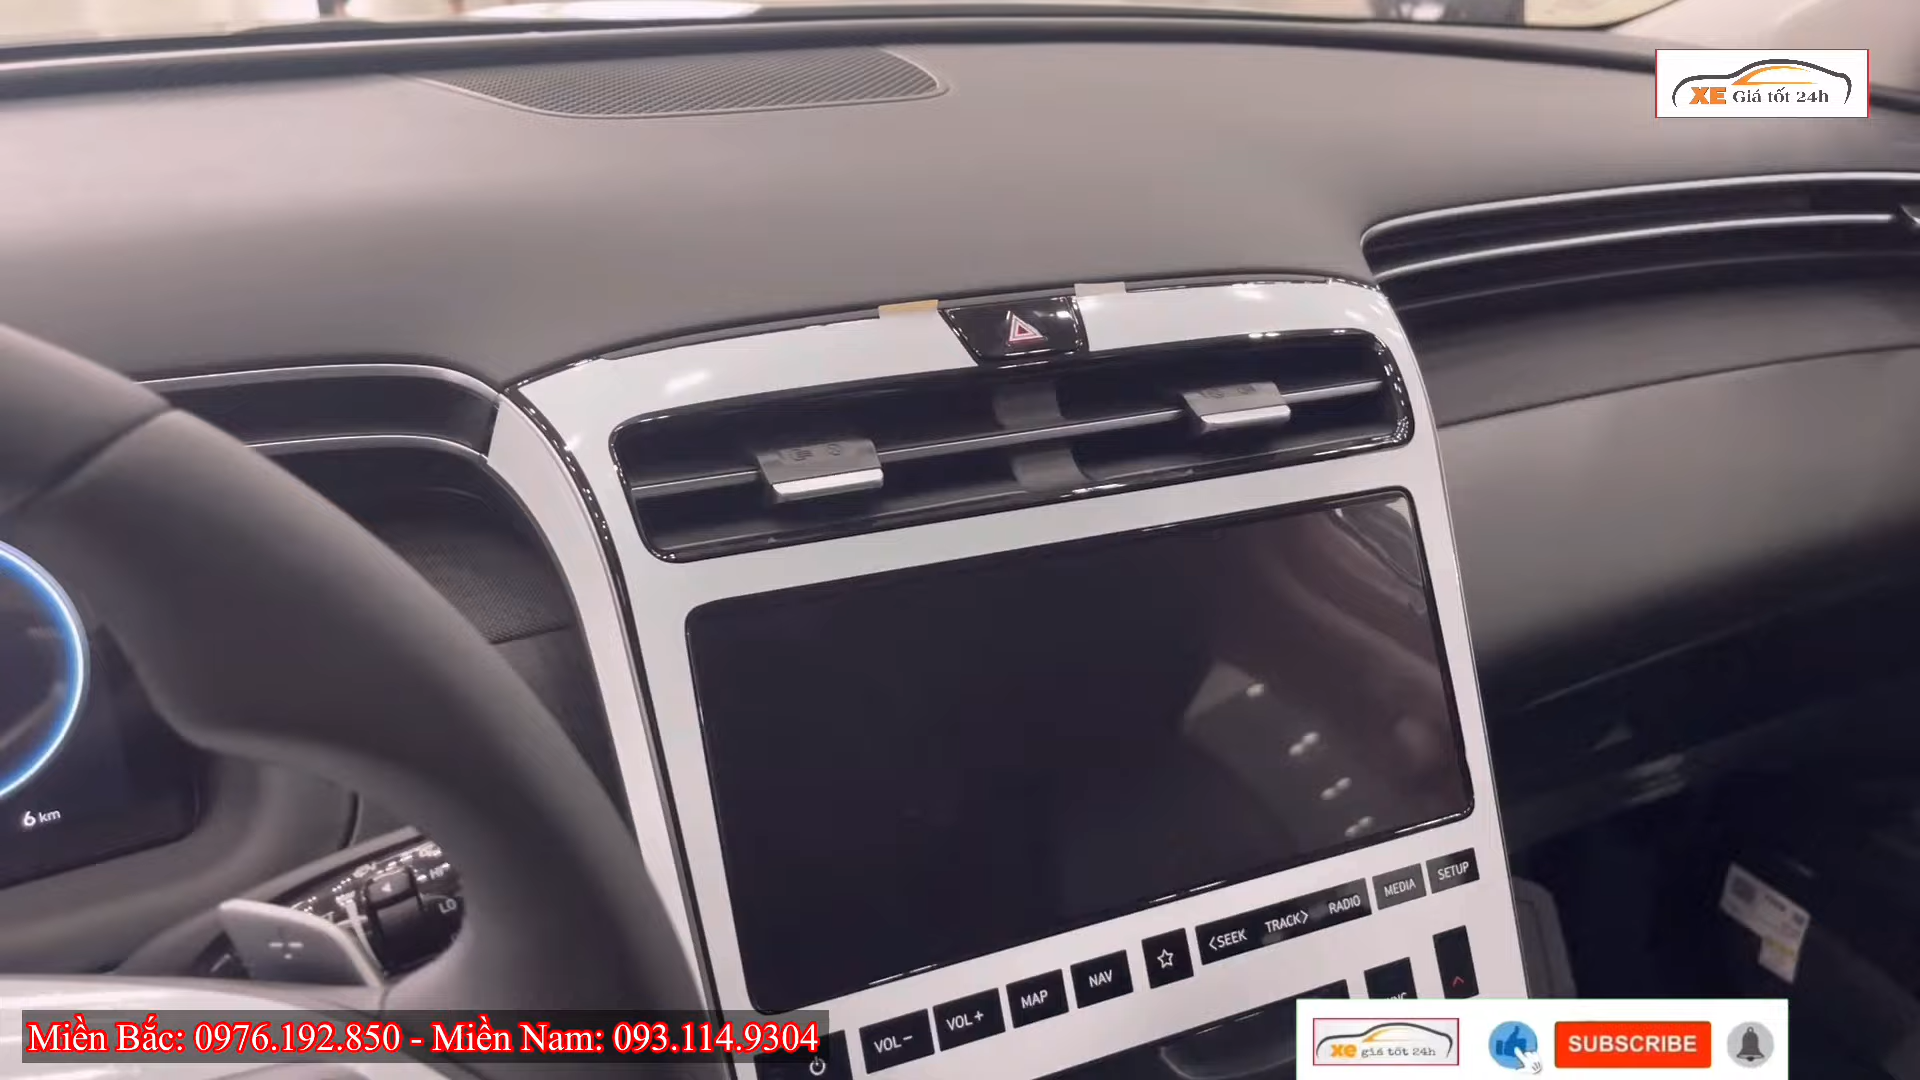 XE Giá tốt 24h
6 km
HI
LO
SETUP
MEDIA
RADIO
<SEEK TRACK>
NAV
MAP
VOL +
VOL −
Miền Bắc: 0976.192.850 - Miền Nam: 093.114.9304
xe giá tốt 24h
SUBSCRIBE